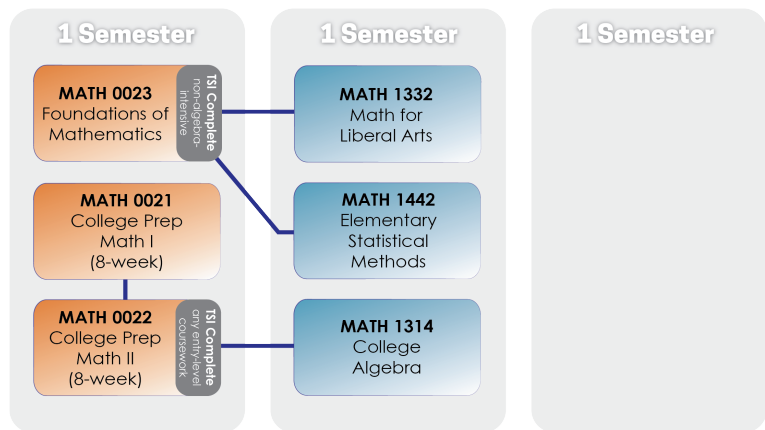 1 Semester
MATH 0023
Foundations of
Mathematics
TSI Complete
non-algebra-
intensive
MATH 0021
College Prep
Math I
(8-week)
MATH 0022
College Prep
Math II
(8-week)
TSI Complete
any entry-level
coursework
1 Semester
MATH 1332
Math for
Liberal Arts
MATH 1442
Elementary
Statistical
Methods
MATH 1314
College
Algebra
1 Semester